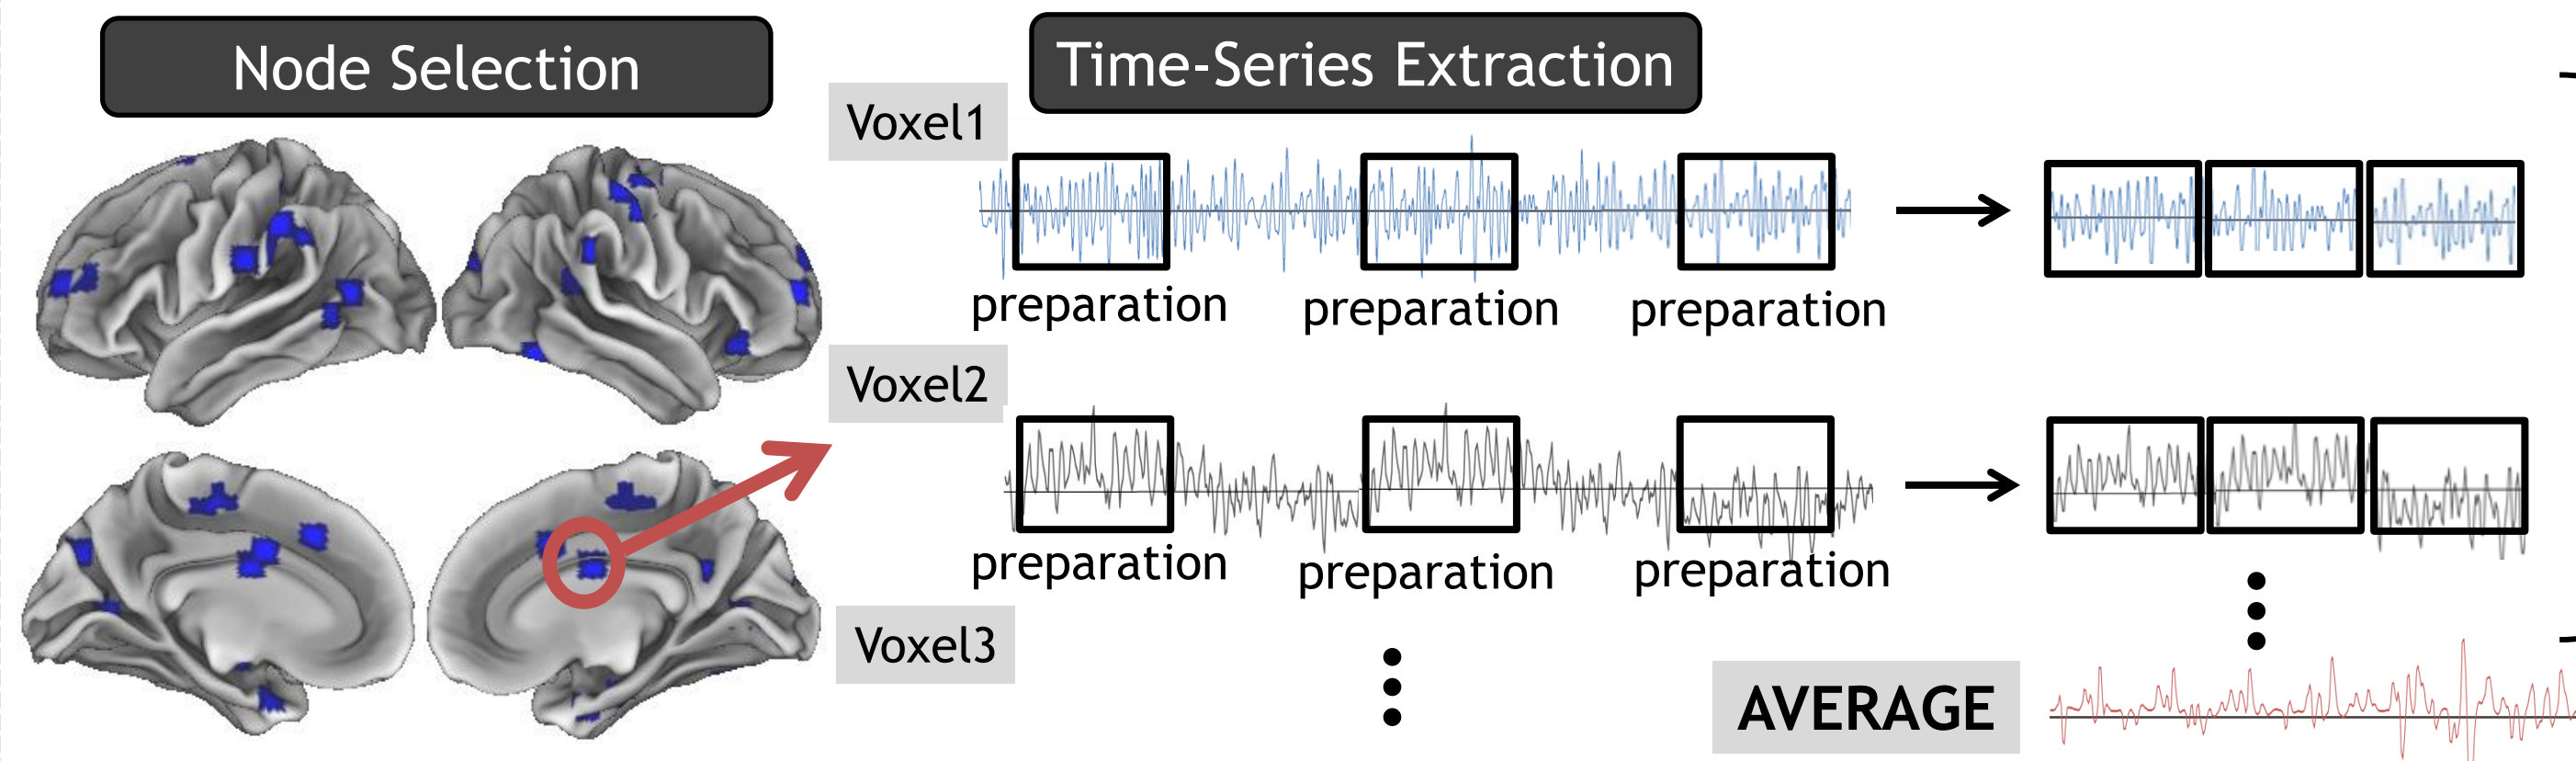 Node Selection
Time-Series Extraction
Voxel1
preparation
preparation
preparation
Voxel2
preparation
preparation
preparation
Voxel3
AVERAGE